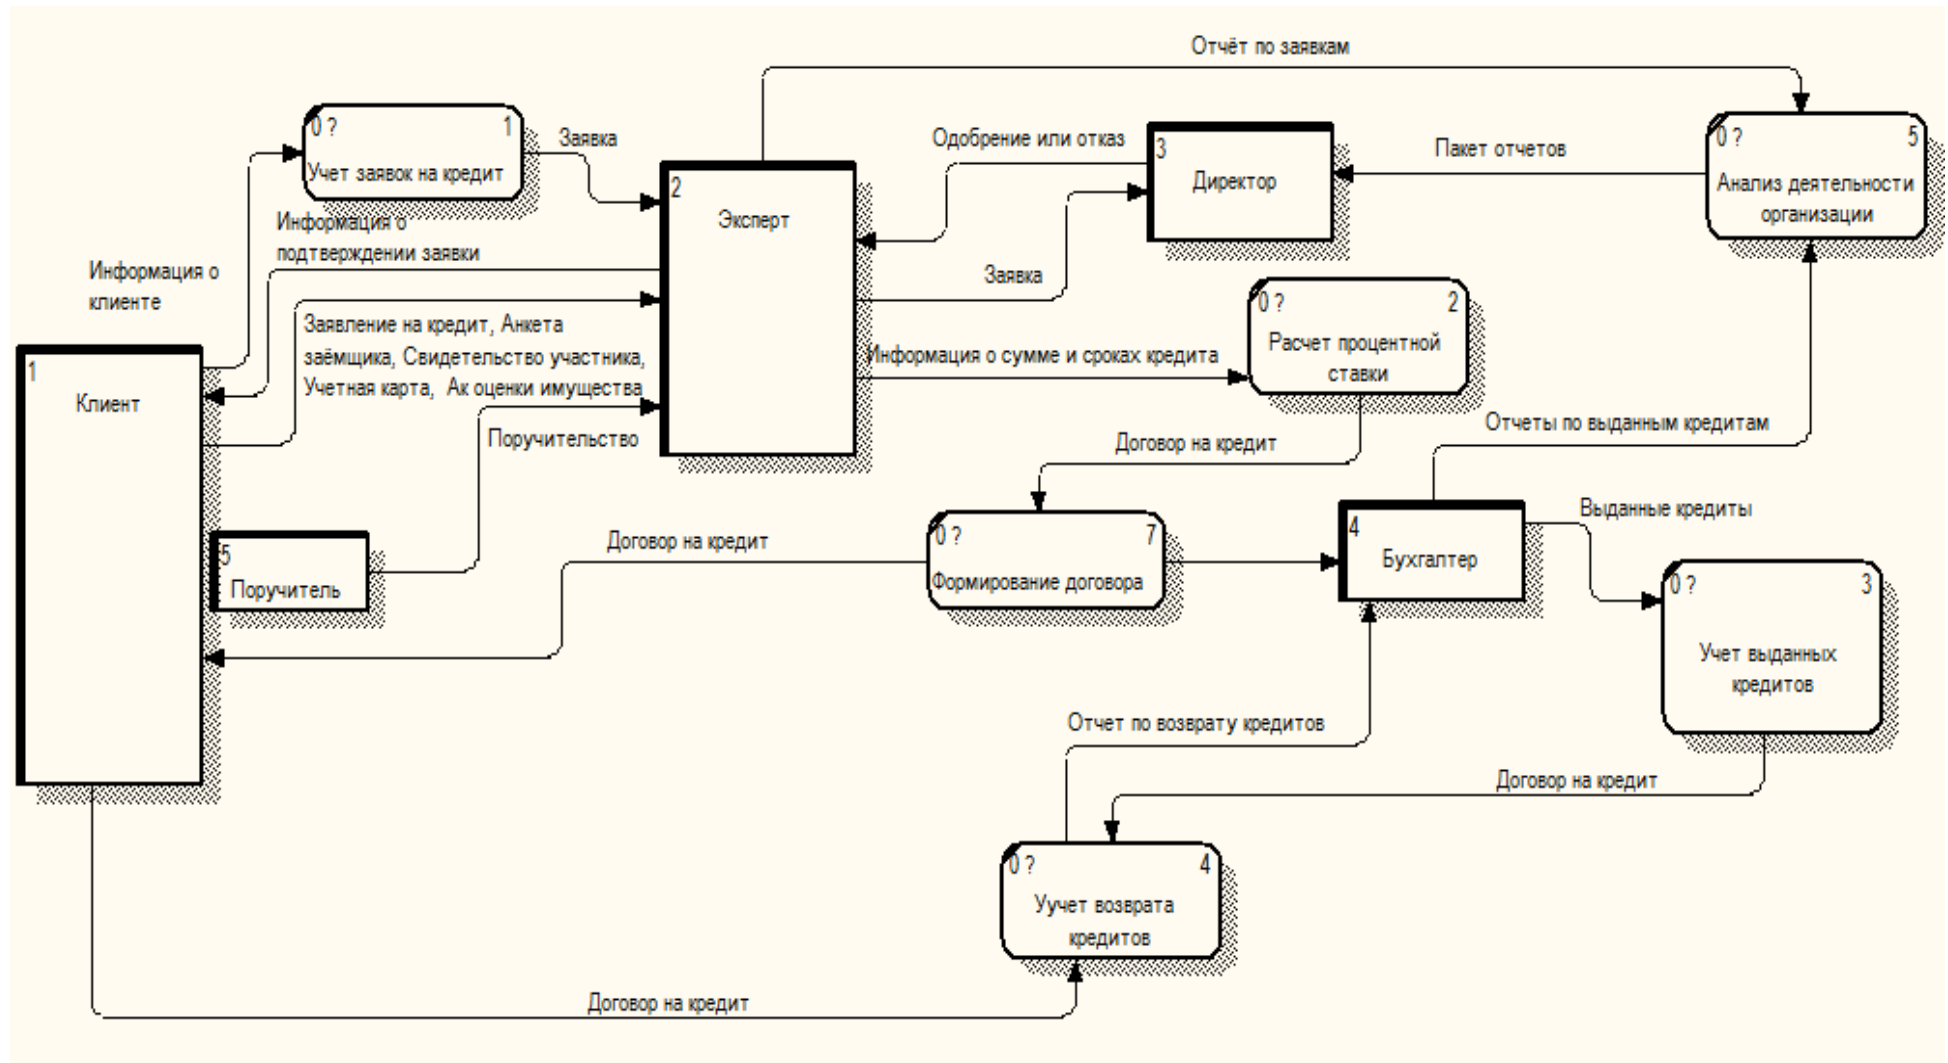 Отчёт по заявкам
0 ?
1
Учет заявок на кредит
Заявка
2
Эксперт
Одобрение или отказ
3
Директор
Пакет отчетов
0 ?
5
Анализ деятельности
организации
Информация о
подтверждении заявки
Информация о
клиенте
Заявка
0 ?
2
Расчет процентной
ставки
Заявление на кредит, Анкета
заёмщика, Свидетельство участника,
Учетная карта, Ак оценки имущества
Информация о сумме и сроках кредита
1
Клиент
Поручительство
Договор на кредит
Отчеты по выданным кредитам
5
Поручитель
Договор на кредит
0 ?
7
Формирование договора
4
Бухгалтер
Выданные кредиты
0 ?
3
Учет выданных
кредитов
Отчет по возврату кредитов
Договор на кредит
0 ?
4
Уучет возврата
кредитов
Договор на кредит